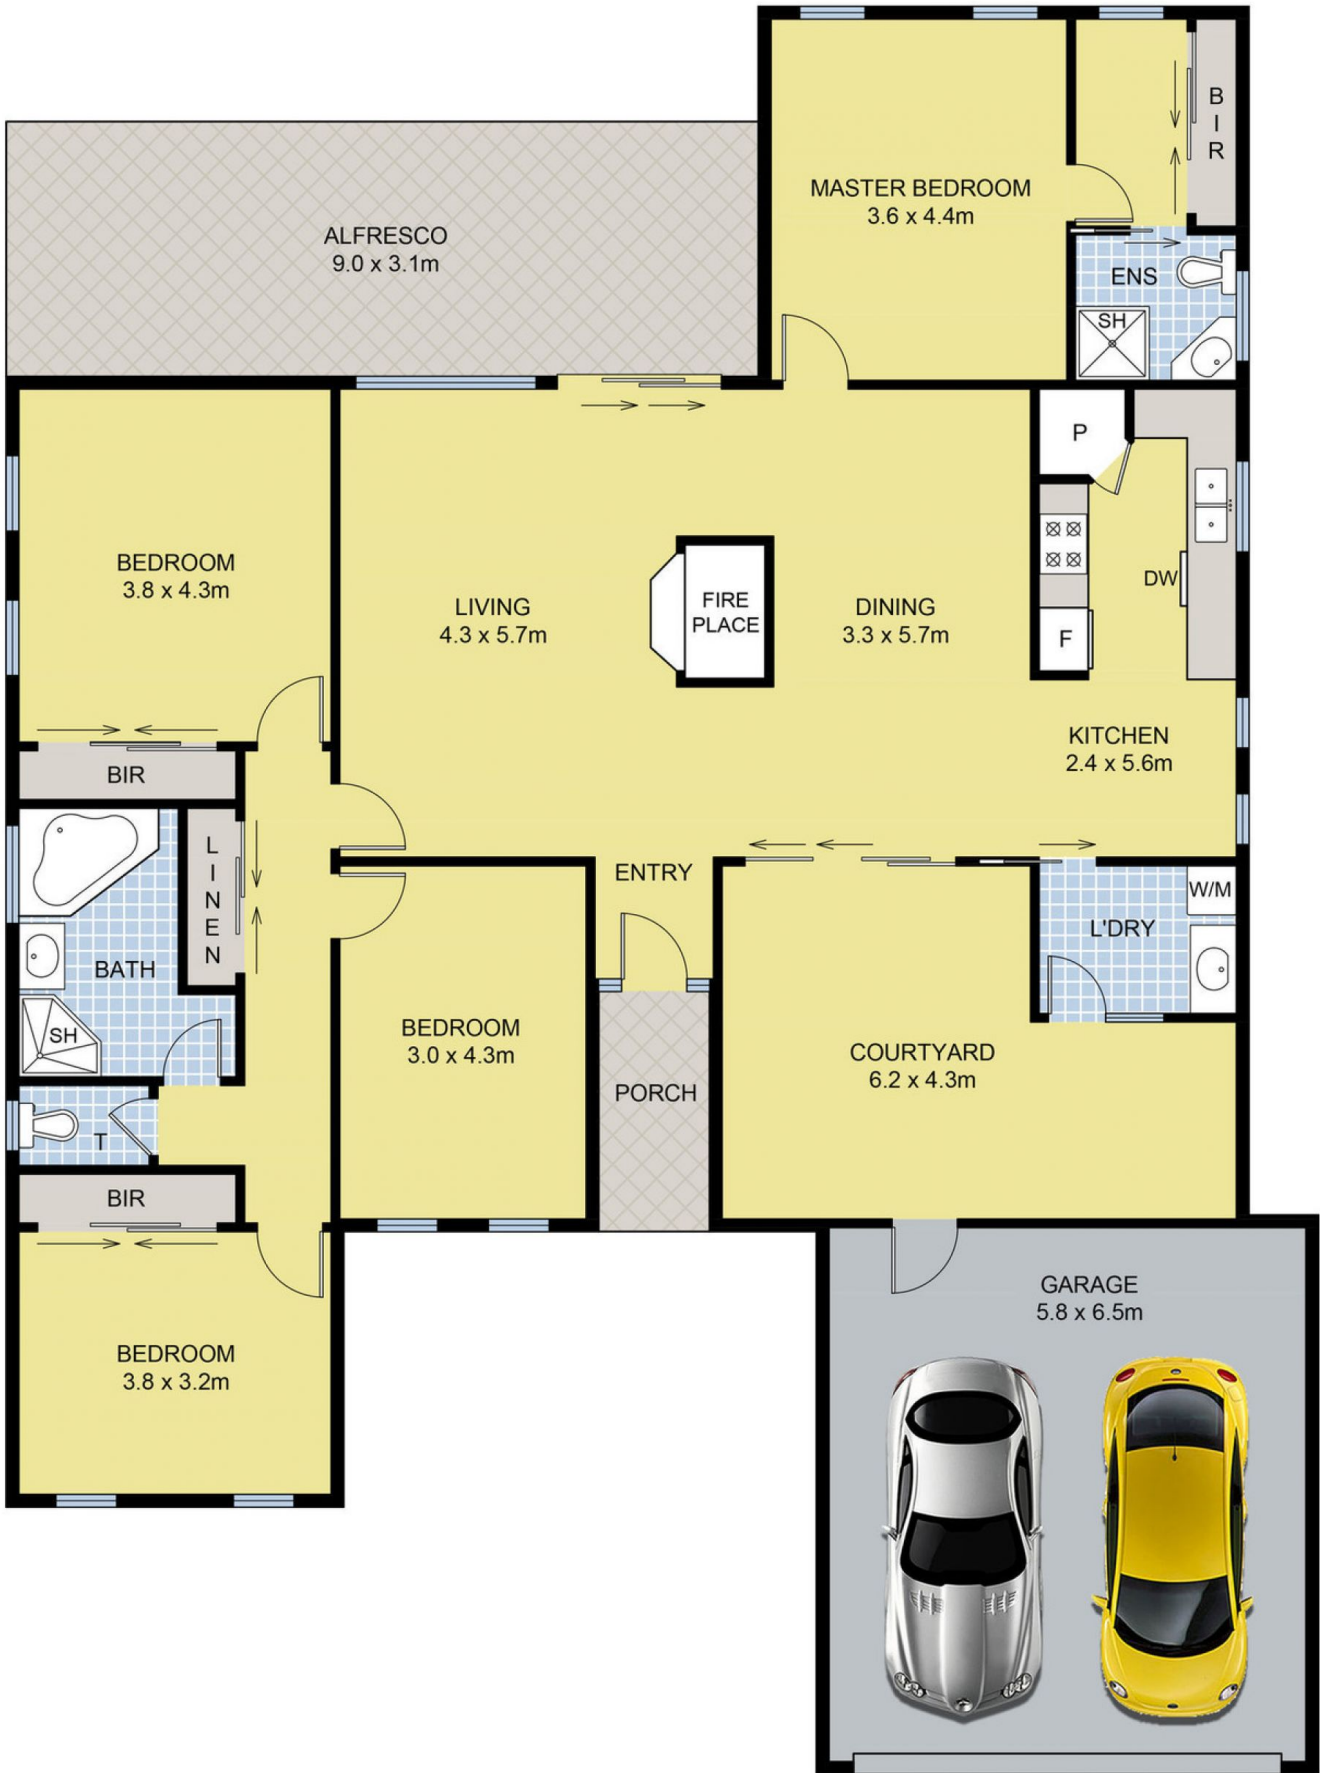 B
I
R
MASTER BEDROOM
3.6 x 4.4m
ALFRESCO
9.0 x 3.1m
ENS
SH
P
BEDROOM
3.8 x 4.3m
LIVING
4.3 x 5.7m
FIRE
PLACE
DINING
3.3 x 5.7m
DW
F
KITCHEN
2.4 x 5.6m
BIR
L
I
N
E
N
ENTRY
W/M
L'DRY
BATH
SH
BEDROOM
3.0 x 4.3m
COURTYARD
6.2 x 4.3m
PORCH
T
BIR
GARAGE
5.8 x 6.5m
BEDROOM
3.8 x 3.2m